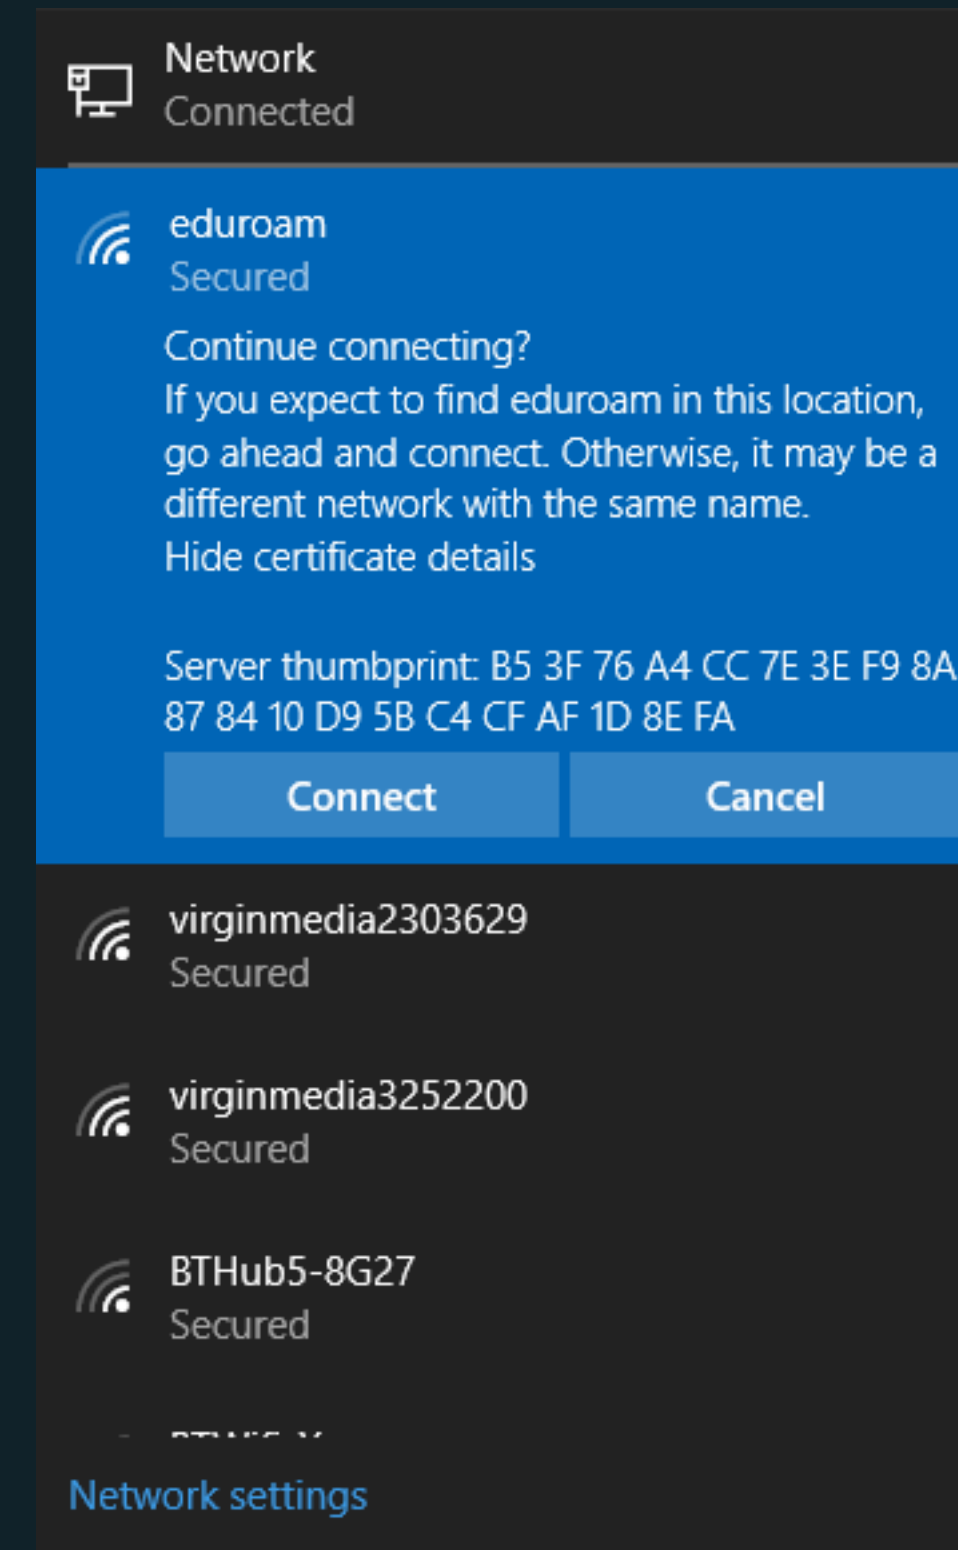 Network
Connected
eduroam
Secured
Continue connecting?
If you expect to find eduroam in this location,
go ahead and connect. Otherwise, it may be a
different network with the same name.
Hide certificate details
Server thumbprint: B5 3F 76 A4 CC 7E 3E F9 8A
87 84 10 D9 5B C4 CF AF 1D 8E FA
Connect Cancel
virginmedia2303629
Secured
virginmedia3252200
Secured
BTHub5-8G27
Secured
Network settings